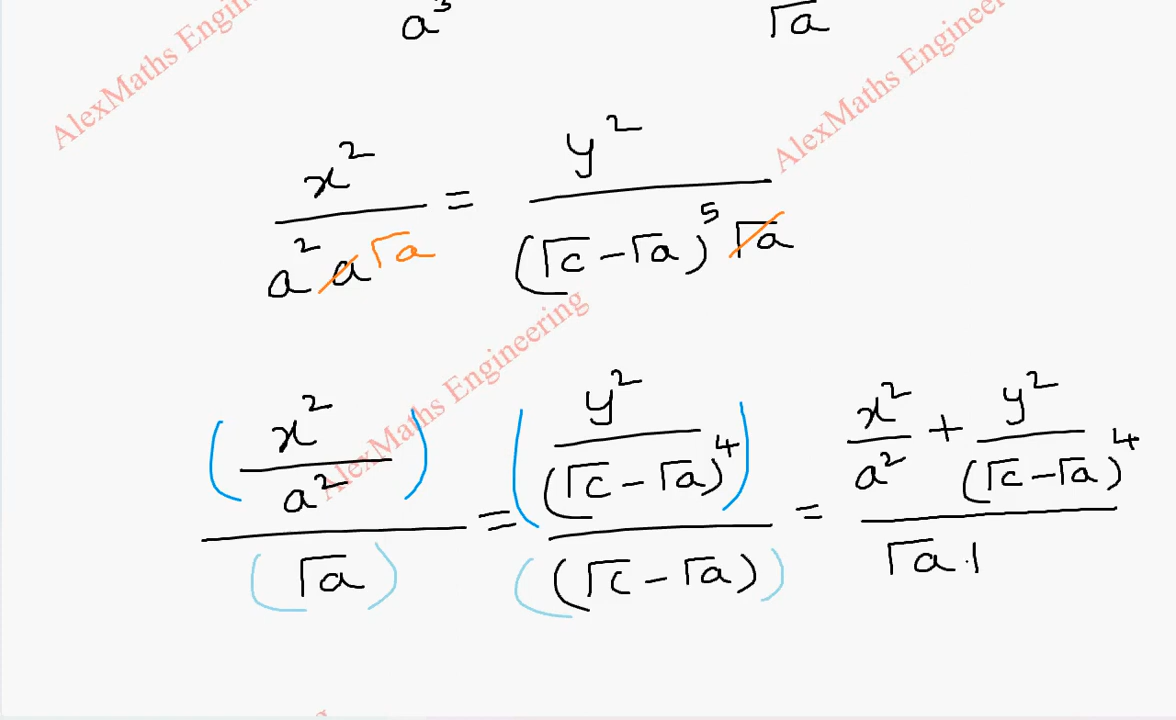 a³ √a
x² / (a² a √a) = y² / ((√c - √a)⁵ √a)
(x² / a²) / (√a) = (y² / (√c - √a)⁴) / ((√c - √a)) = (x² / a² + y² / (√c - √a)⁴) / √a ·
AlexMaths Engineering
AlexMaths Engineering
AlexMaths Engineering